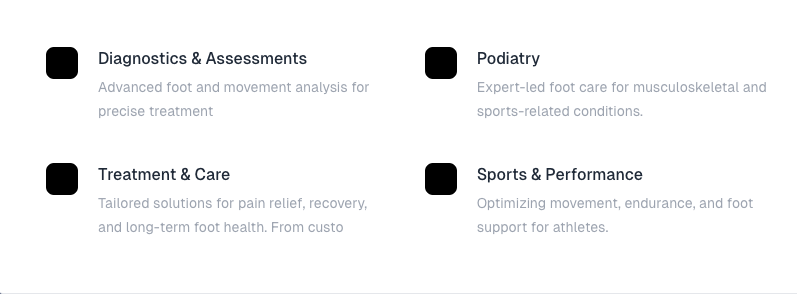 Diagnostics & Assessments
Advanced foot and movement analysis for
precise treatment
Podiatry
Expert-led foot care for musculoskeletal and
sports-related conditions.
Treatment & Care
Tailored solutions for pain relief, recovery,
and long-term foot health. From custo
Sports & Performance
Optimizing movement, endurance, and foot
support for athletes.